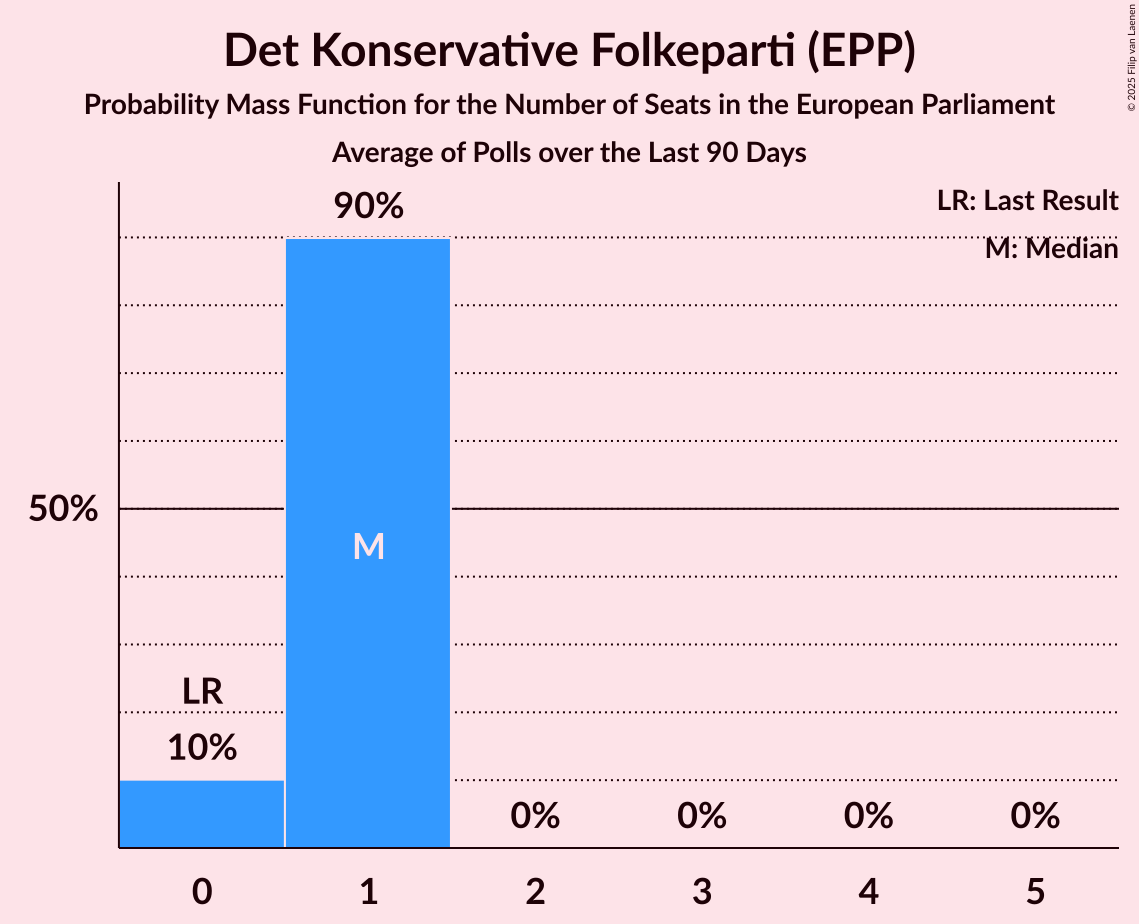 Det Konservative Folkeparti (EPP)
Probability Mass Function for the Number of Seats in the European Parliament
Average of Polls over the Last 90 Days
© 2025 Filip van Laenen
LR: Last Result
M: Median
90%
50%
M
LR
10%
0% 0% 0% 0%
0 1 2 3 4 5